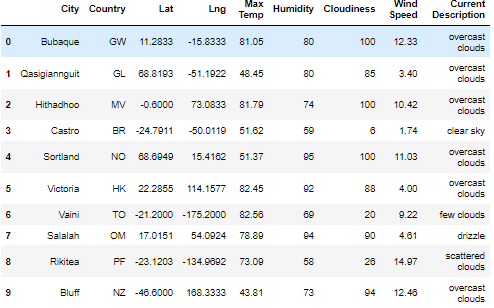 City Country Lat Lng Max Temp Humidity Cloudiness Wind Speed Current Description
0 Bubaque GW 11.2833 -15.8333 81.05 80 100 12.33 overcast clouds
1 Qasigiannguit GL 68.8193 -51.1922 48.45 80 85 3.40 overcast clouds
2 Hithadhoo MV -0.6000 73.0833 81.79 74 100 10.42 overcast clouds
3 Castro BR -24.7911 -50.0119 51.62 59 6 1.74 clear sky
4 Sortland NO 68.6949 15.4162 51.37 95 100 11.03 overcast clouds
5 Victoria HK 22.2855 114.1577 82.45 92 88 4.00 overcast clouds
6 Vaini TO -21.2000 -175.2000 82.56 69 20 9.22 few clouds
7 Salalah OM 17.0151 54.0924 78.89 94 90 4.61 drizzle
8 Rikitea PF -23.1203 -134.9692 73.09 58 26 14.97 scattered clouds
9 Bluff NZ -46.6000 168.3333 43.81 73 94 12.46 overcast clouds